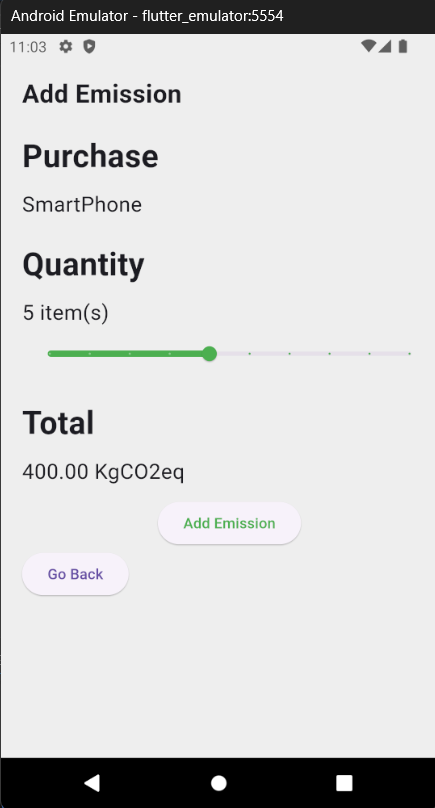 Android Emulator - flutter_emulator:5554
11:03
Add Emission
Purchase
SmartPhone
Quantity
5 item(s)
Total
400.00 KgCO2eq
Add Emission
Go Back